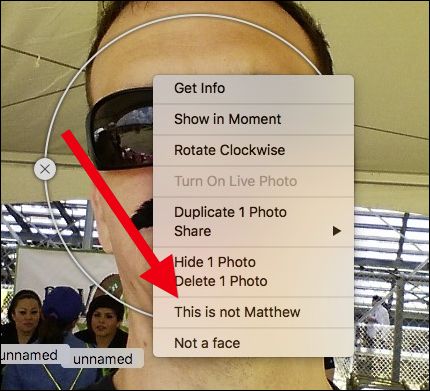 Get Info
Show in Moment
Rotate Clockwise
Turn On Live Photo
Duplicate 1 Photo
Share
Hide 1 Photo
Delete 1 Photo
This is not Matthew
Not a face
unnamed
unnamed